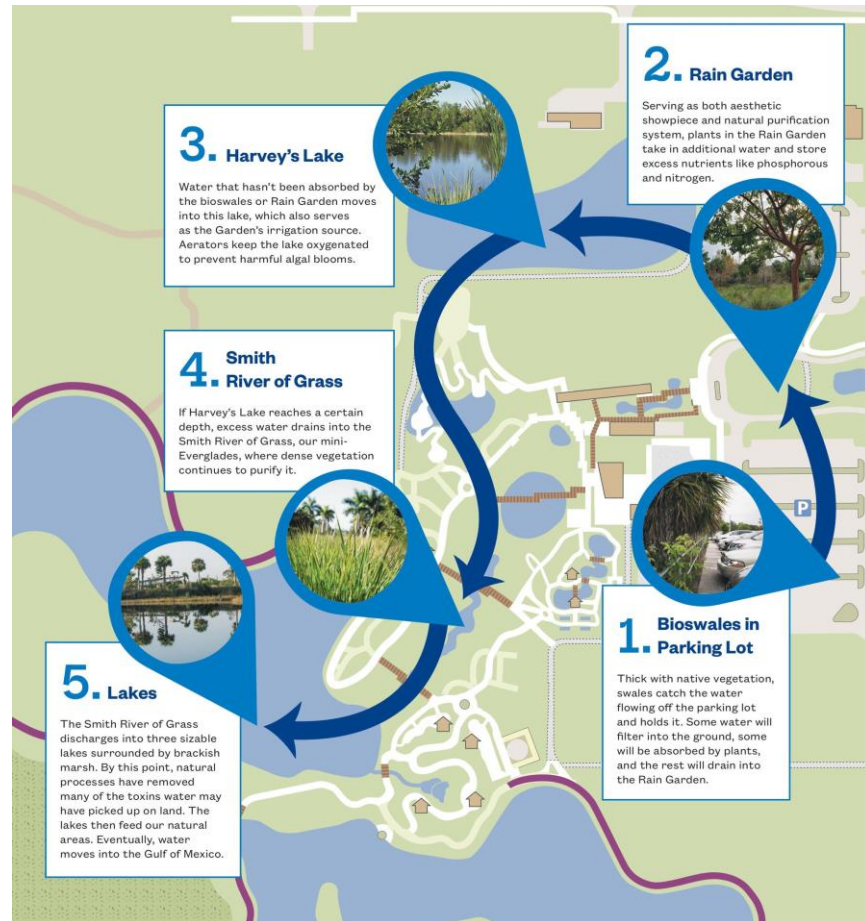 1. Bioswales in
Parking Lot
Thick with native vegetation,
swales catch the water
flowing off the parking lot
and holds it. Some water will
filter into the ground, some
will be absorbed by plants,
and the rest will drain into
the Rain Garden.
2. Rain Garden
Serving as both aesthetic
showpiece and natural purification
system, plants in the Rain Garden
take in additional water and store
excess nutrients like phosphorous
and nitrogen.
3. Harvey's Lake
Water that hasn't been absorbed by
the bioswales or Rain Garden moves
into this lake, which also serves
as the Garden's irrigation source.
Aerators keep the lake oxygenated
to prevent harmful algal blooms.
4. Smith
River of Grass
If Harvey's Lake reaches a certain
depth, excess water drains into the
Smith River of Grass, our mini-
Everglades, where dense vegetation
continues to purify it.
5. Lakes
The Smith River of Grass
discharges into three sizable
lakes surrounded by brackish
marsh. By this point, natural
processes have removed
many of the toxins water may
have picked up on land. The
lakes then feed our natural
areas. Eventually, water
moves into the Gulf of Mexico.
P